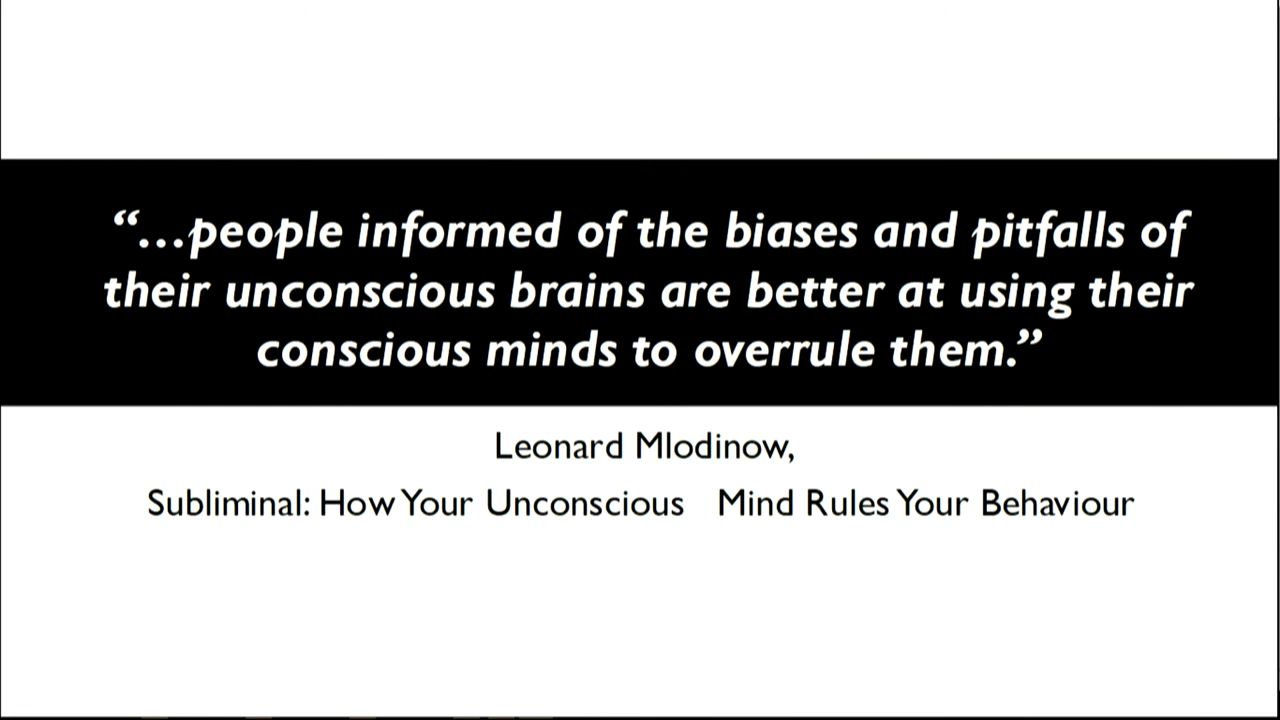 “...people informed of the biases and pitfalls of
their unconscious brains are better at using their
conscious minds to overrule them.”
Leonard Mlodinow,
Subliminal: How Your Unconscious Mind Rules Your Behaviour